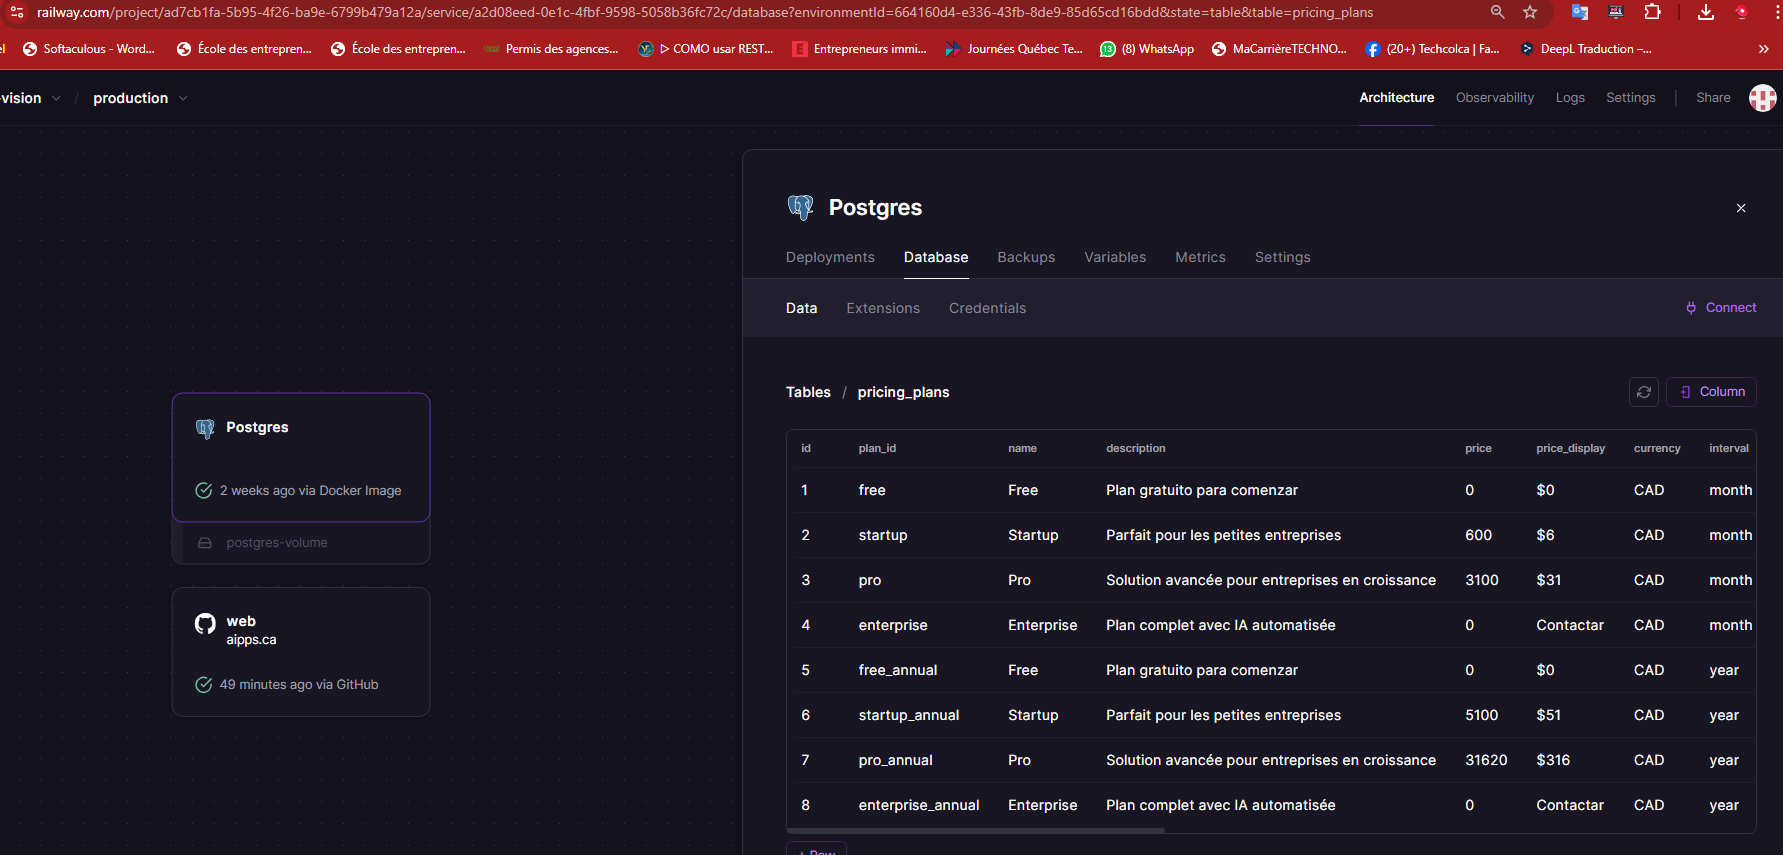 railway.com/project/ad7cb1fa-5b95-4f26-ba9e-6799b479a12a/service/a2d08eed-0e1c-4fbf-9598-5058b36fc72c/database?environmentId=664160d4-e336-43fb-8de9-85d65cd16bdd&state=table&table=pricing_plans
Softaculous - Word... École des entrepren... École des entrepren... Permis des agences... ▷ COMO usar REST... Entrepreneurs immi... Journées Québec Te... (8) WhatsApp MaCarrièreTECHNO... (20+) Techcolca | Fa... DeepL Traduction –...
-vision / production Architecture Observability Logs Settings Share
Postgres
Deployments Database Backups Variables Metrics Settings
Data Extensions Credentials Connect
Tables / pricing_plans Column
id plan_id name description price price_display currency interval
1 free Free Plan gratuito para comenzar 0 $0 CAD month
2 startup Startup Parfait pour les petites entreprises 600 $6 CAD month
3 pro Pro Solution avancée pour entreprises en croissance 3100 $31 CAD month
4 enterprise Enterprise Plan complet avec IA automatisée 0 Contactar CAD month
5 free_annual Free Plan gratuito para comenzar 0 $0 CAD year
6 startup_annual Startup Parfait pour les petites entreprises 5100 $51 CAD year
7 pro_annual Pro Solution avancée pour entreprises en croissance 31620 $316 CAD year
8 enterprise_annual Enterprise Plan complet avec IA automatisée 0 Contactar CAD year
+ Row
Postgres
2 weeks ago via Docker Image
postgres-volume
web
aipps.ca
49 minutes ago via GitHub